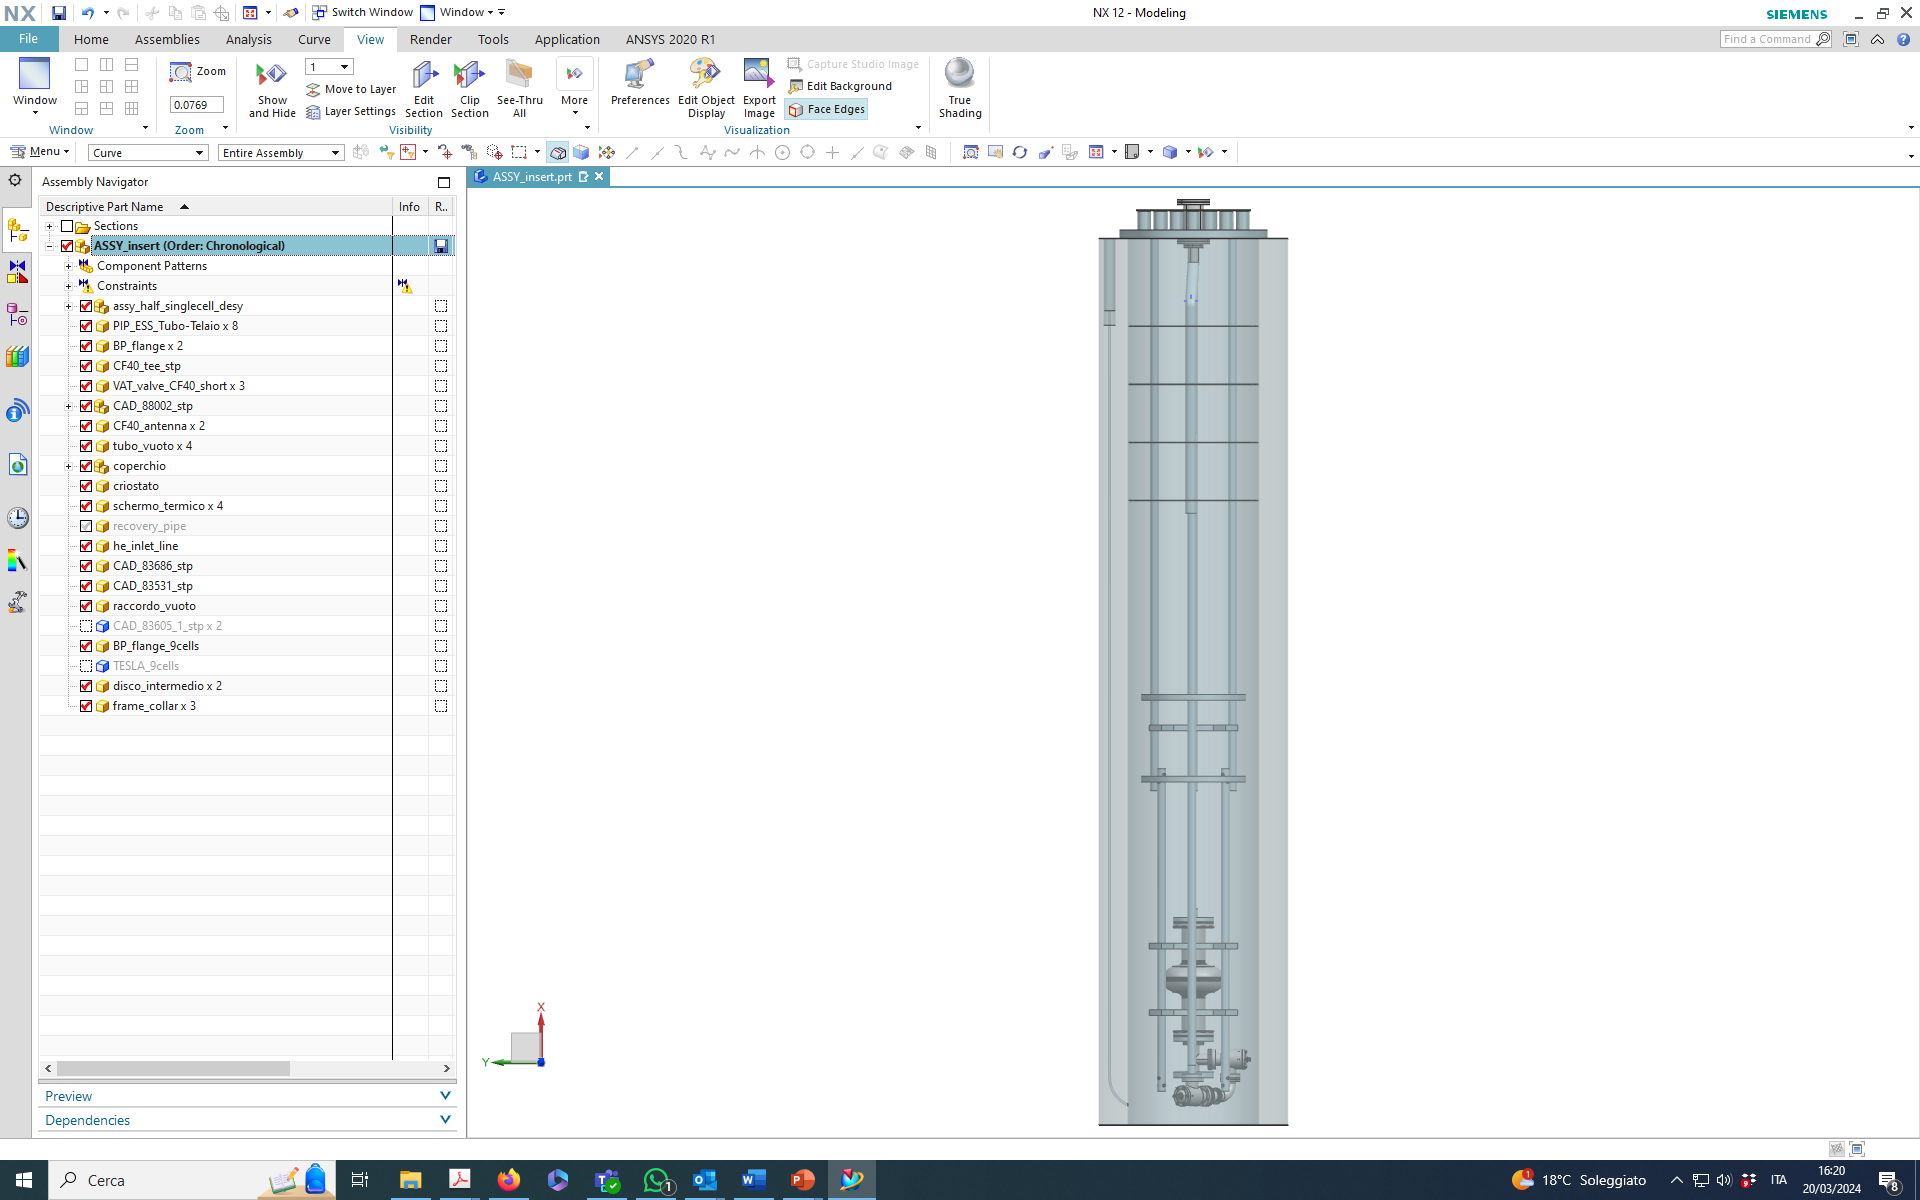 NX
Switch Window
Window
NX 12 - Modeling
SIEMENS
File
Home
Assemblies
Analysis
Curve
View
Render
Tools
Application
ANSYS 2020 R1
Find a Command
Window
Window
Zoom
0.0769
Zoom
Show
and Hide
1
Move to Layer
Layer Settings
Edit
Section
Clip
Section
See-Thru
All
More
Visibility
Preferences
Edit Object
Display
Export
Image
Capture Studio Image
Edit Background
Face Edges
Visualization
True
Shading
Menu
Curve
Entire Assembly
Assembly Navigator
Descriptive Part Name
Info
R..
Sections
ASSY_insert (Order: Chronological)
Component Patterns
Constraints
assy_half_singlecell_desy
PIP_ESS_Tubo-Telaio x 8
BP_flange x 2
CF40_tee_stp
VAT_valve_CF40_short x 3
CAD_88002_stp
CF40_antenna x 2
tubo_vuoto x 4
coperchio
criostato
schermo_termico x 4
recovery_pipe
he_inlet_line
CAD_83686_stp
CAD_83531_stp
raccordo_vuoto
CAD_83605_1_stp x 2
BP_flange_9cells
TESLA_9cells
disco_intermedio x 2
frame_collar x 3
Preview
Dependencies
ASSY_insert.prt
X
Y
Cerca
1
1
18°C Soleggiato
ITA
16:20
20/03/2024
8